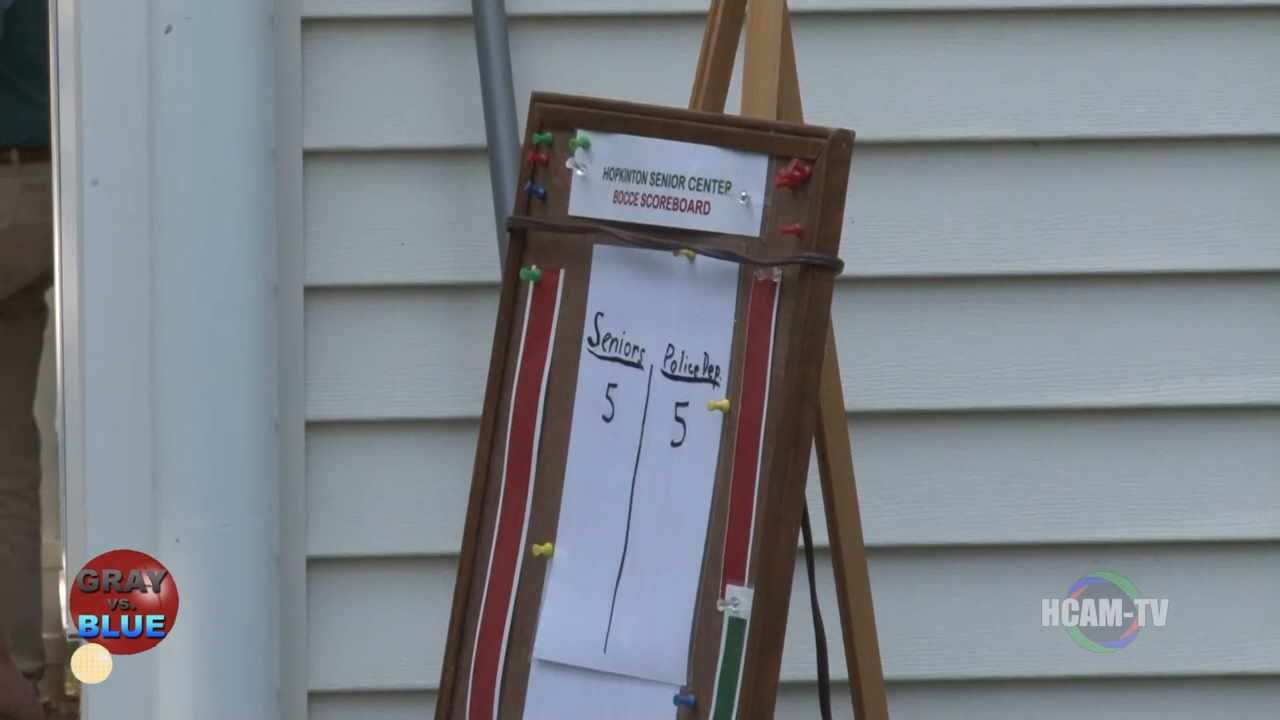 HOPKINTON SENIOR CENTER
BOCCE SCOREBOARD
Seniors Police Dep.
5 5
GRAY
vs.
BLUE
HCAM-TV